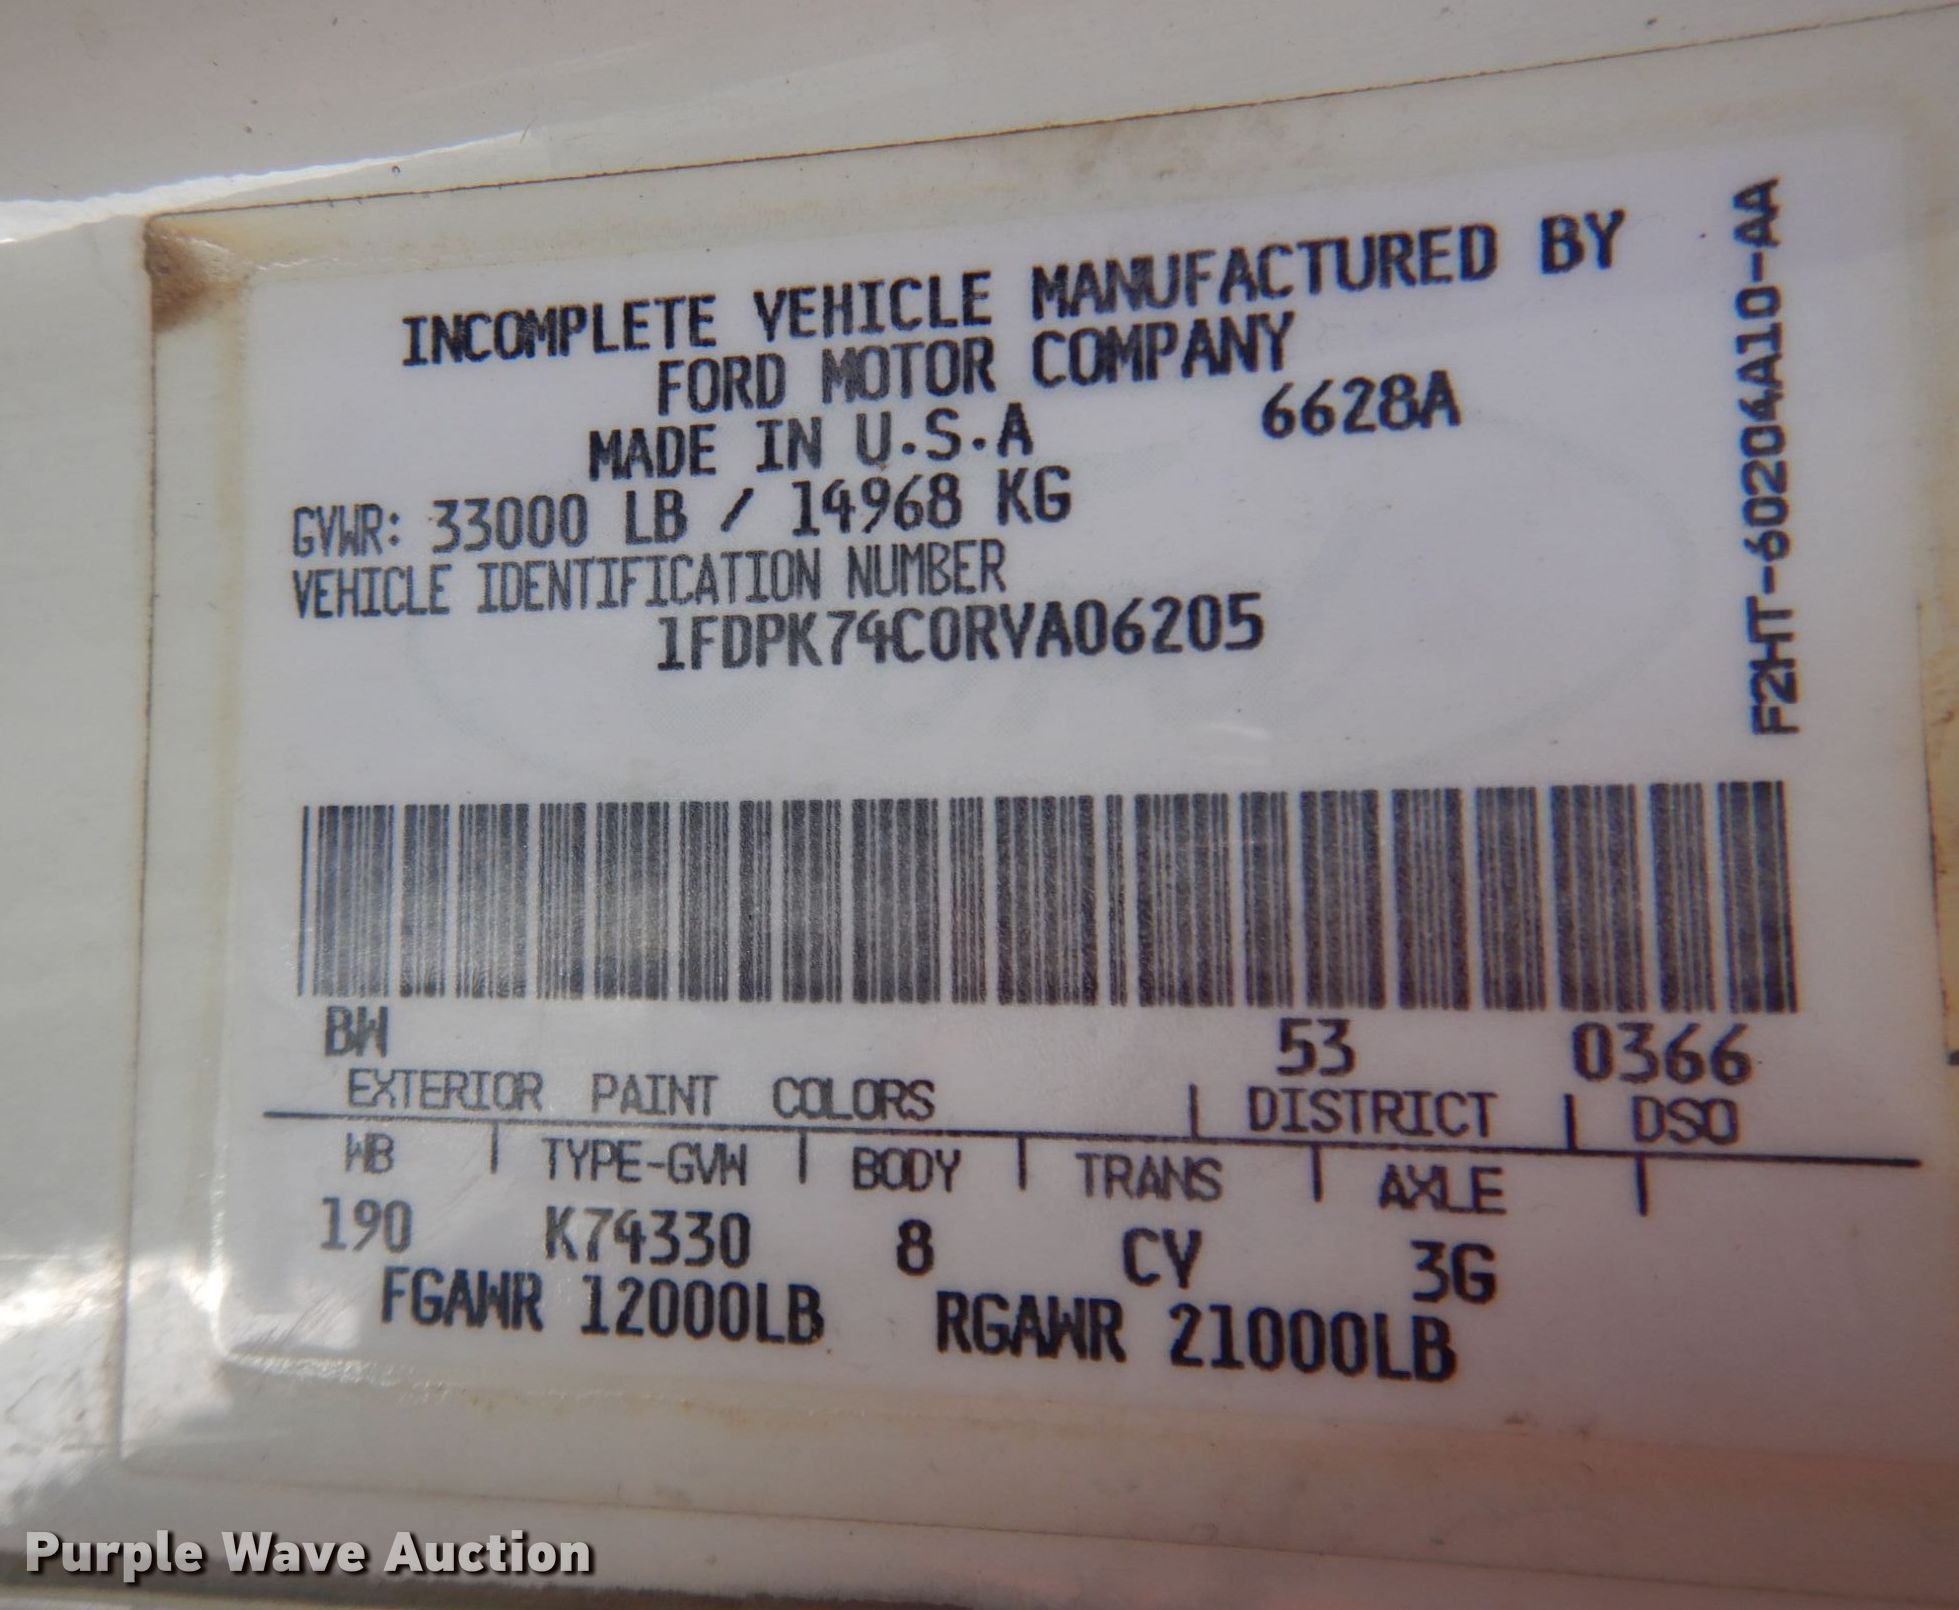 INCOMPLETE VEHICLE MANUFACTURED BY
FORD MOTOR COMPANY
MADE IN U.S.A 6628A
GVWR: 33000 LB / 14968 KG
VEHICLE IDENTIFICATION NUMBER
1FDPK74C0RVA06205
F2HT-60204A10-AA
BW 53 0366
EXTERIOR PAINT COLORS | DISTRICT | DSO
WB | TYPE-GVW | BODY | TRANS | AXLE |
190 K74330 8 CV 3G
FGAWR 12000LB RGAWR 21000LB
Purple Wave Auction